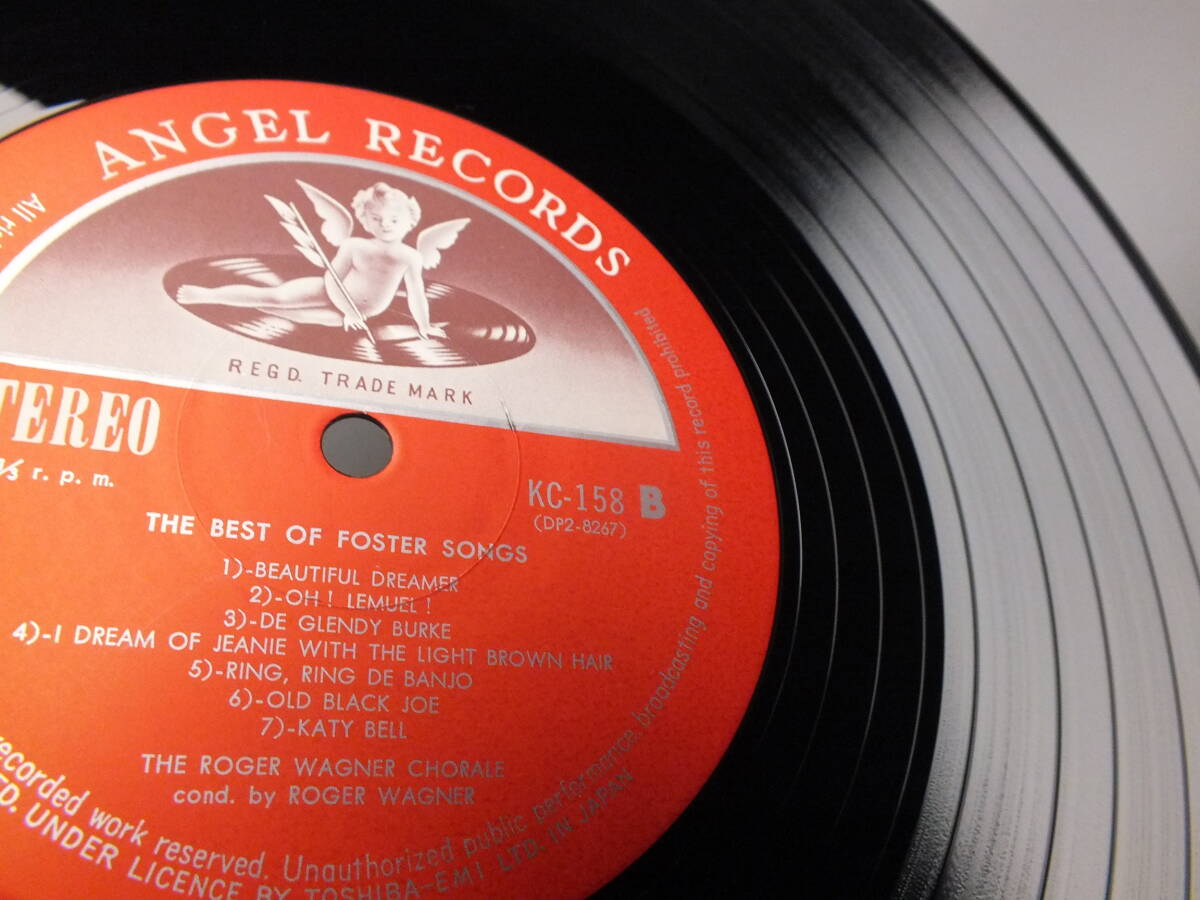 ANGEL RECORDS
REGD. TRADE MARK
STEREO
r. p. m.
KC-158 B
(DP2-8267)
THE BEST OF FOSTER SONGS
1)-BEAUTIFUL DREAMER
2)-OH! LEMUEL!
3)-DE GLENDY BURKE
4)-I DREAM OF JEANIE WITH THE LIGHT BROWN HAIR
5)-RING, RING DE BANJO
6)-OLD BLACK JOE
7)-KATY BELL
THE ROGER WAGNER CHORALE
cond. by ROGER WAGNER
All
recorded work reserved. Unauthorized public performance, broadcasting and copying of this record prohibited
UNDER LICENCE BY TOSHIBA-EMI LTD. IN JAPAN